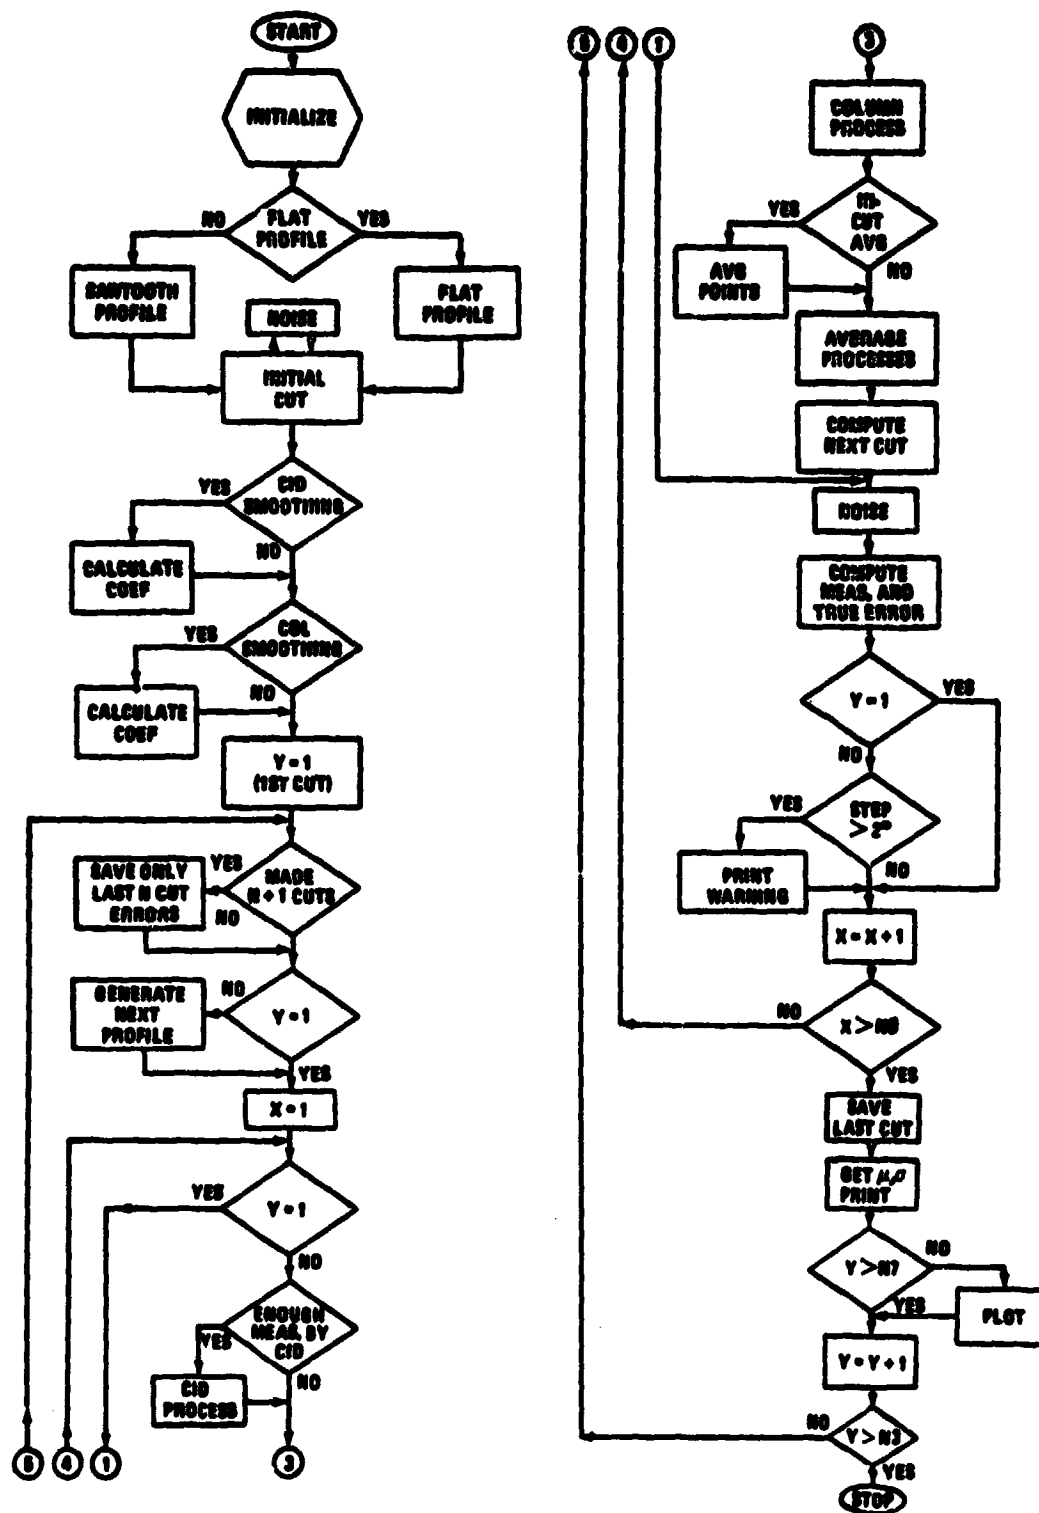 START
INITIALIZE
NO
FLAT
PROFILE
YES
SAWTOOTH
PROFILE
NOISE
FLAT
PROFILE
INITIAL
CUT
YES
CID
SMOOTHING
NO
CALCULATE
COEF
YES
COL
SMOOTHING
NO
CALCULATE
COEF
Y = 1
(1ST CUT)
SAVE ONLY
LAST N CUT
ERRORS
YES
MADE
N + 1 CUTS
NO
GENERATE
NEXT
PROFILE
NO
Y = 1
YES
X = 1
YES
Y = 1
NO
ENOUGH
MEAS. BY
CID
YES
NO
CID
PROCESS
4
1
3
4
1
3
COLUMN
PROCESS
YES
CUT
AVG
NO
AVG
POINTS
AVERAGE
PROCESSES
COMPUTE
NEXT CUT
NOISE
COMPUTE
MEAS. AND
TRUE ERROR
Y = 1
YES
NO
YES
STEP
> 2
NO
PRINT
WARNING
X = X + 1
NO
X >
YES
SAVE
LAST CUT
GET μ,σ
PRINT
Y > N7
NO
YES
PLOT
Y = Y + 1
NO
Y > N3
YES
STOP